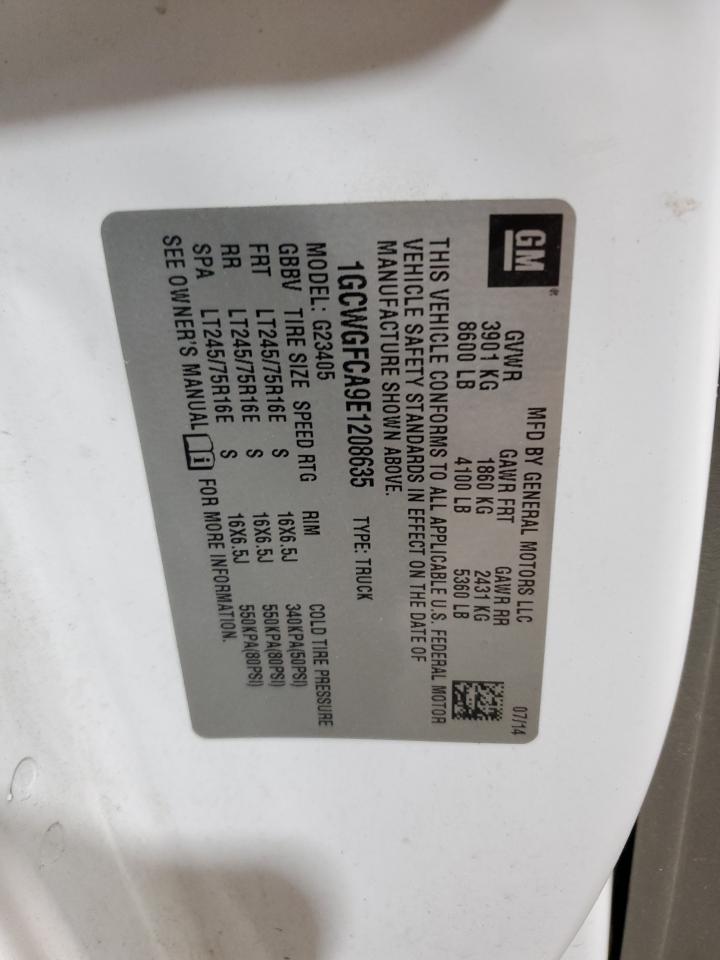 GM®
MFD BY GENERAL MOTORS LLC 07/14
GVWR GAWR FRT GAWR RR
3901 KG 1860 KG 2431 KG
8600 LB 4100 LB 5360 LB
THIS VEHICLE CONFORMS TO ALL APPLICABLE U.S. FEDERAL MOTOR
VEHICLE SAFETY STANDARDS IN EFFECT ON THE DATE OF
MANUFACTURE SHOWN ABOVE.
1GCWGFCA9E1208635 TYPE: TRUCK
MODEL: G23405
GBBV TIRE SIZE SPEED RTG RIM COLD TIRE PRESSURE
FRT LT245/75R16E S 16X6.5J 340KPA(50PSI)
RR LT245/75R16E S 16X6.5J 550KPA(80PSI)
SPA LT245/75R16E S 16X6.5J 550KPA(80PSI)
SEE OWNER'S MANUAL i FOR MORE INFORMATION.